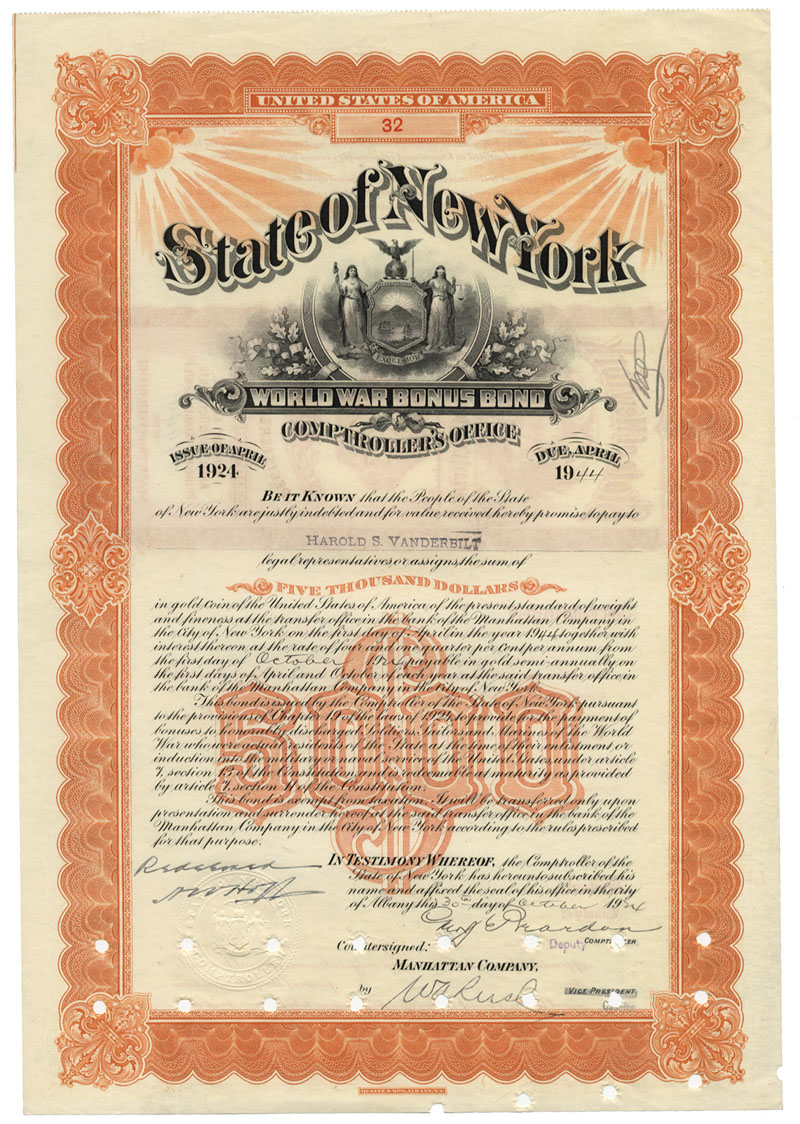 UNITED STATES OF AMERICA
32
State of New York
EXCELSIOR
WORLD WAR BONUS BOND
COMPTROLLER'S OFFICE
ISSUE OF APRIL
1924
DUE, APRIL
1944
BE IT KNOWN that the People of the State
of New York are justly indebted and for value received hereby promise to pay to
HAROLD S. VANDERBILT
legal representatives, or assigns, the sum of
FIVE THOUSAND DOLLARS
in gold coin of the United States of America of the present standard of weight
and fineness at the transfer office in the Bank of the Manhattan Company in
the City of New York on the first day of April in the year 1944 together with
interest thereon at the rate of four and one quarter per cent per annum from
the first day of October 1924 payable in gold semi-annually on
the first days of April and October of each year at the said transfer office in
the bank of the Manhattan Company in the City of New York.
This bond is issued by the Comptroller of the State of New York pursuant
to the provisions of Chapter 19 of the laws of 1924, to provide for the payment of
bonuses to honorably discharged soldiers, sailors and marines of the World
War who were actual residents of the State at the time of their enlistment or
induction into the military or naval service of the United States, under article
7, section of the Constitution, and is redeemable at maturity as provided
by article 7, section 11 of the Constitution.
This bond is exempt from taxation. It will be transferred only upon
presentation and surrender hereof at the said transfer office in the bank of the
Manhattan Company in the City of New York according to the rules prescribed
for that purpose.
5000
Redeemed
IN TESTIMONY WHEREOF, the Comptroller of the
State of New York has hereunto subscribed his
name and affixed the seal of his office in the city
of Albany this 30th day of October 1924
Reardon
Deputy COMPTROLLER
Countersigned:
MANHATTAN COMPANY,
by W A Rush
VICE PRESIDENT